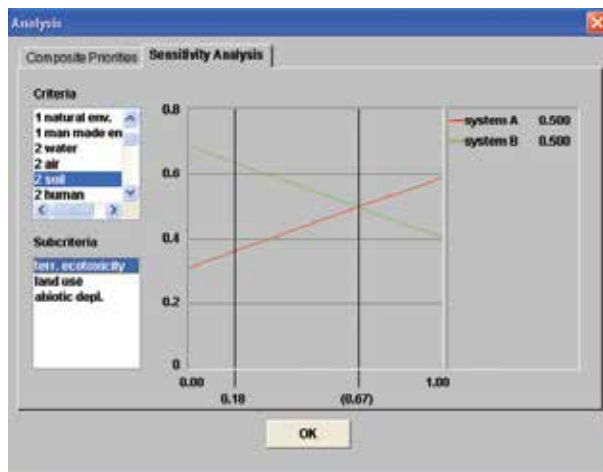 Analysis
Composite Priorities
Sensitivity Analysis
Criteria
1 natural env.
1 man made en
2 water
2 air
2 soil
2 human
Subcriteria
terr. ecotoxicity
land use
abiotic depl.
0.8
0.6
0.4
0.2
0
0.00
1.00
0.18
(0.67)
system A 0.500
system B 0.500
OK